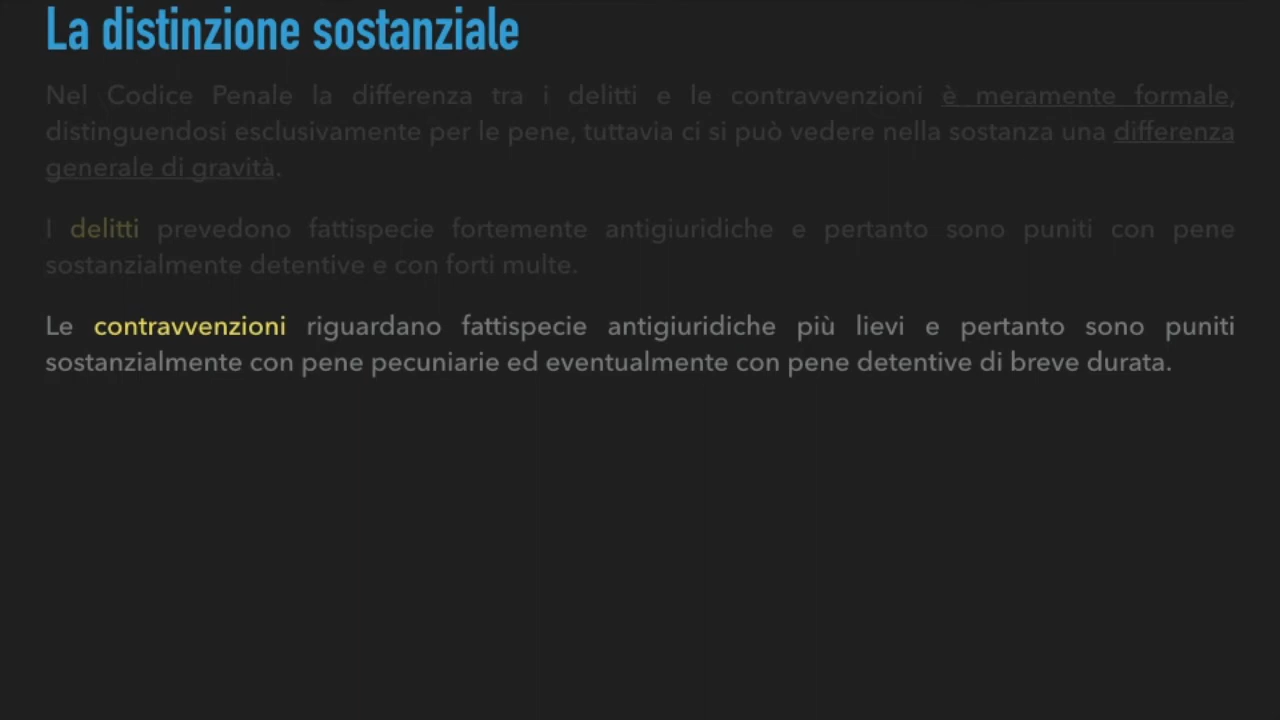 La distinzione sostanziale
Nel Codice Penale la differenza tra i delitti e le contravvenzioni è meramente formale,
distinguendosi esclusivamente per le pene, tuttavia ci si può vedere nella sostanza una differenza
generale di gravità.
I delitti prevedono fattispecie fortemente antigiuridiche e pertanto sono puniti con pene
sostanzialmente detentive e con forti multe.
Le contravvenzioni riguardano fattispecie antigiuridiche più lievi e pertanto sono puniti
sostanzialmente con pene pecuniarie ed eventualmente con pene detentive di breve durata.